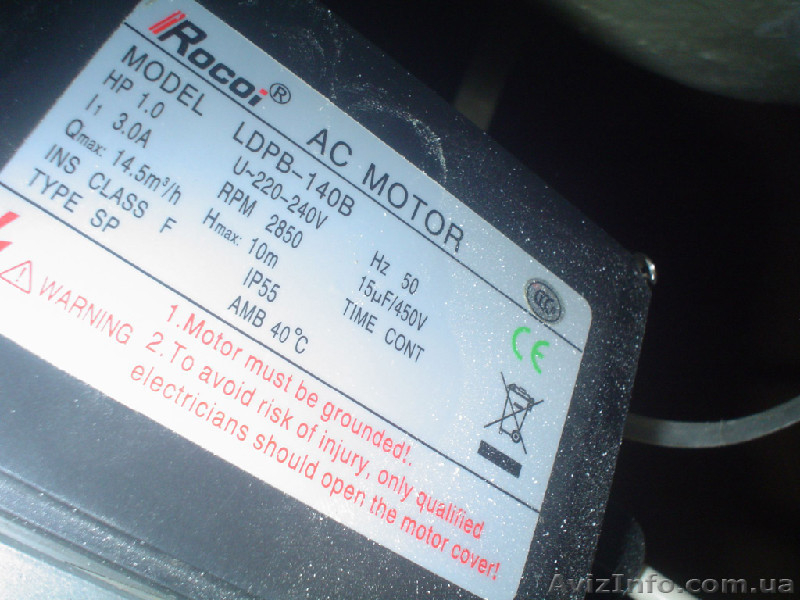 Rocoi®
AC MOTOR
MODEL LDPB-140B Hz 50
HP 1.0 U~220-240V 15µF/450V
I1 3.0A RPM 2850 TIME CONT
Qmax: 14.5m³/h Hmax: 10m
INS CLASS F IP55
TYPE SP AMB 40°C
CCC
CE
WARNING 1.Motor must be grounded!.
2.To avoid risk of injury, only qualified
electricians should open the motor cover!
AvizInfo.com.ua